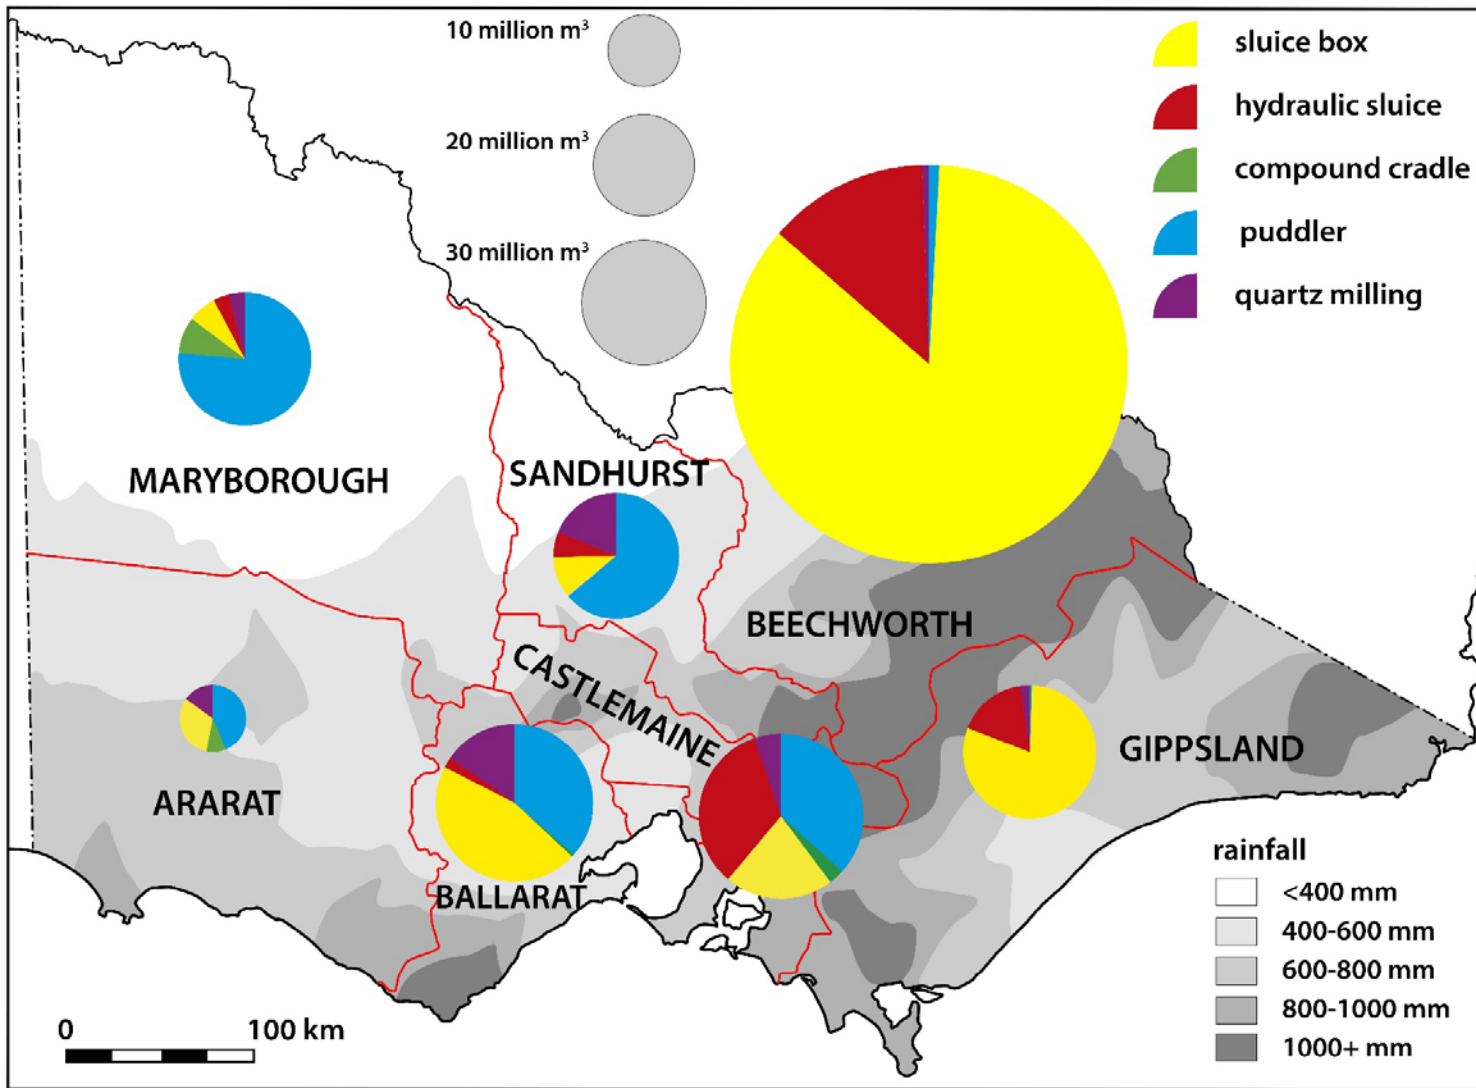 10 million m³
20 million m³
30 million m³
sluice box
hydraulic sluice
compound cradle
puddler
quartz milling
MARYBOROUGH
SANDHURST
BEECHWORTH
CASTLEMAINE
GIPPSLAND
ARARAT
BALLARAT
rainfall
<400 mm
400-600 mm
600-800 mm
800-1000 mm
1000+ mm
0 100 km